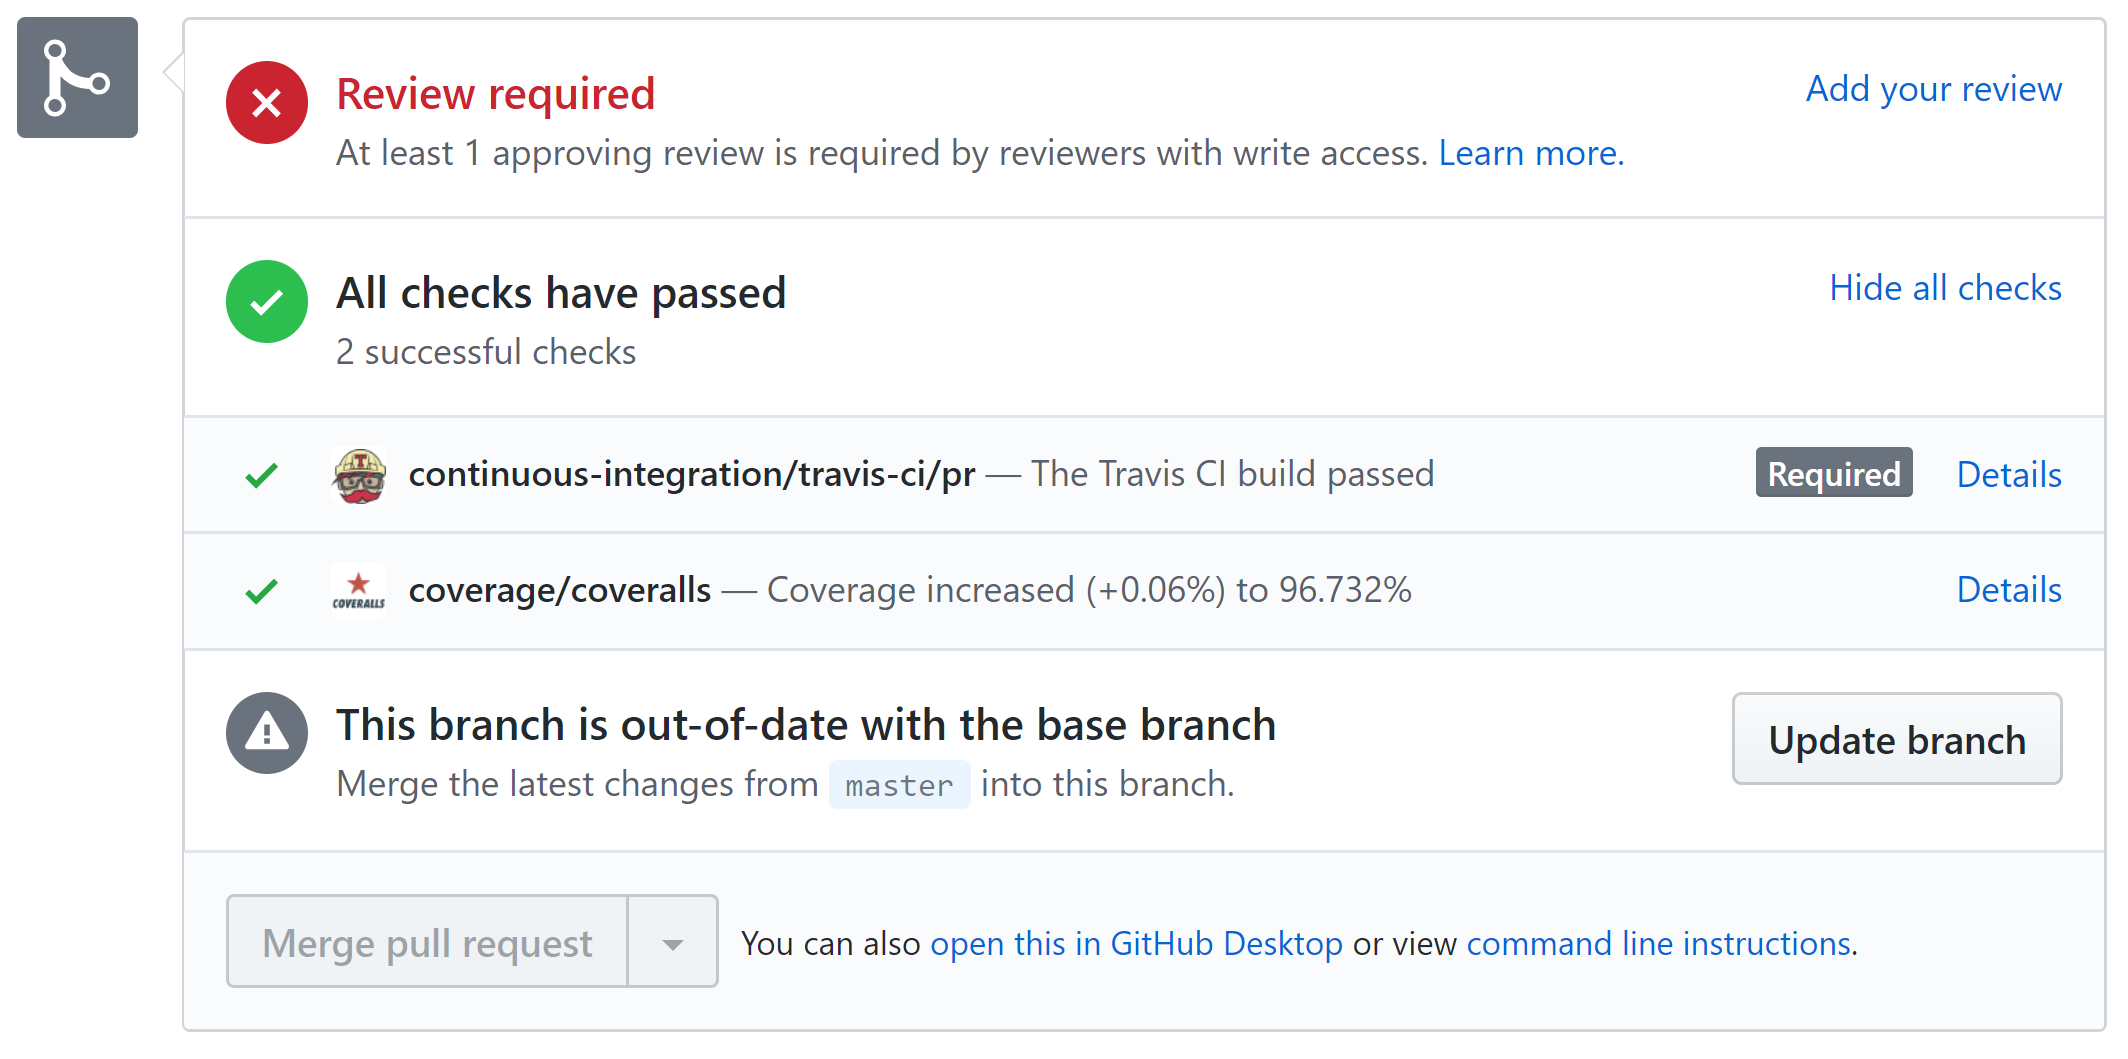 Review required
Add your review
At least 1 approving review is required by reviewers with write access. Learn more.
All checks have passed
Hide all checks
2 successful checks
T
continuous-integration/travis-ci/pr — The Travis CI build passed
Required
Details
COVERALLS
coverage/coveralls — Coverage increased (+0.06%) to 96.732%
Details
This branch is out-of-date with the base branch
Update branch
Merge the latest changes from master into this branch.
Merge pull request
You can also open this in GitHub Desktop or view command line instructions.